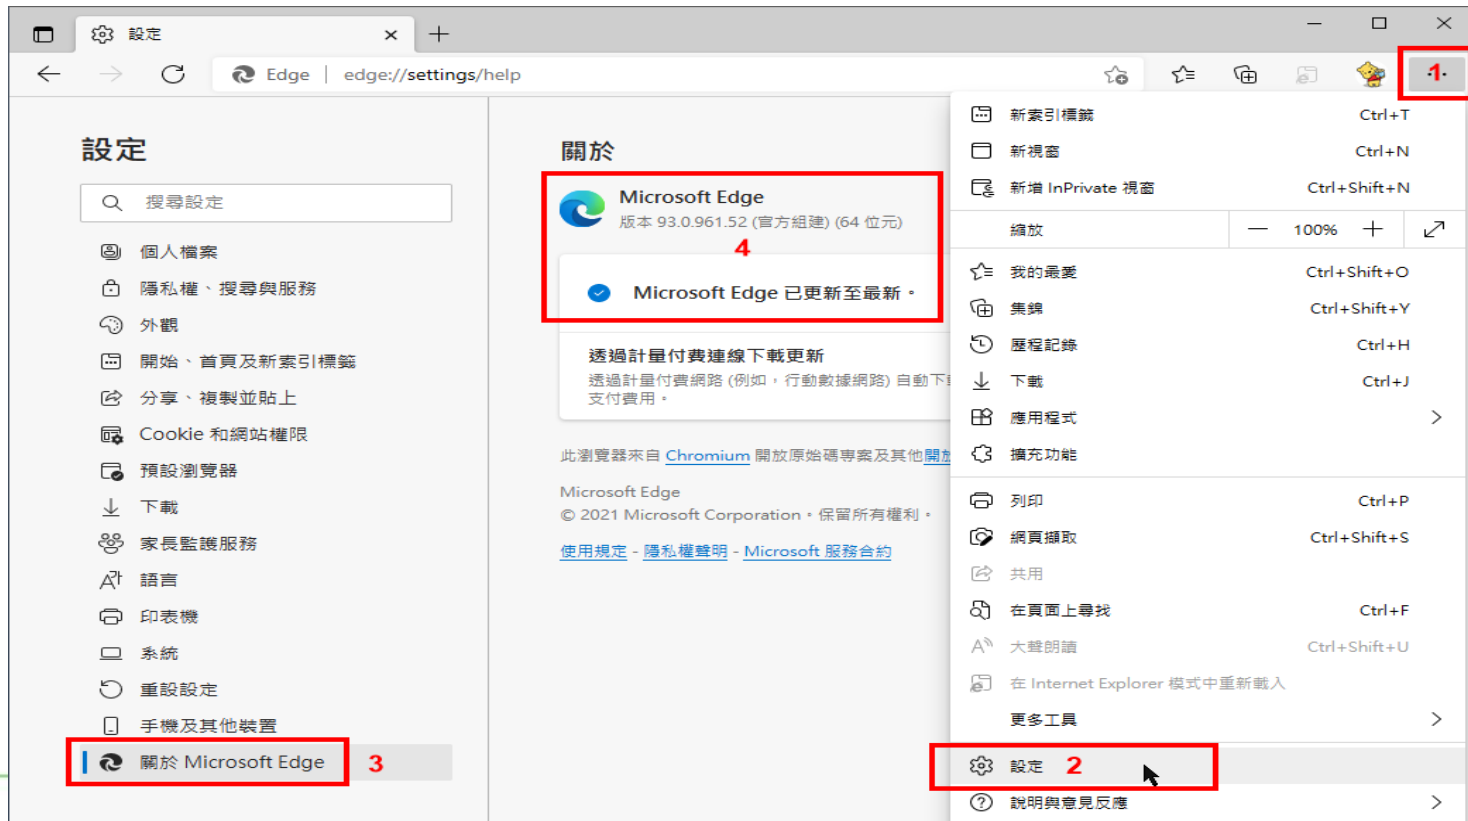 設定
Edge | edge://settings/help
1
設定
搜尋設定
個人檔案
隱私權、搜尋與服務
外觀
開始、首頁及新索引標籤
分享、複製並貼上
Cookie 和網站權限
預設瀏覽器
下載
家長監護服務
語言
印表機
系統
重設設定
手機及其他裝置
關於 Microsoft Edge
3
關於
Microsoft Edge
版本 93.0.961.52 (官方組建) (64 位元)
4
Microsoft Edge 已更新至最新。
透過計量付費連線下載更新
透過計量付費網路 (例如，行動數據網路) 自動下
支付費用。
此瀏覽器來自 Chromium 開放原始碼專案及其他開放
Microsoft Edge
© 2021 Microsoft Corporation。保留所有權利。
使用規定 - 隱私權聲明 - Microsoft 服務合約
新索引標籤 Ctrl+T
新視窗 Ctrl+N
新增 InPrivate 視窗 Ctrl+Shift+N
縮放 — 100% +
我的最愛 Ctrl+Shift+O
集錦 Ctrl+Shift+Y
歷程記錄 Ctrl+H
下載 Ctrl+J
應用程式
擴充功能
列印 Ctrl+P
網頁擷取 Ctrl+Shift+S
共用
在頁面上尋找 Ctrl+F
大聲朗讀 Ctrl+Shift+U
在 Internet Explorer 模式中重新載入
更多工具
設定 2
說明與意見反應